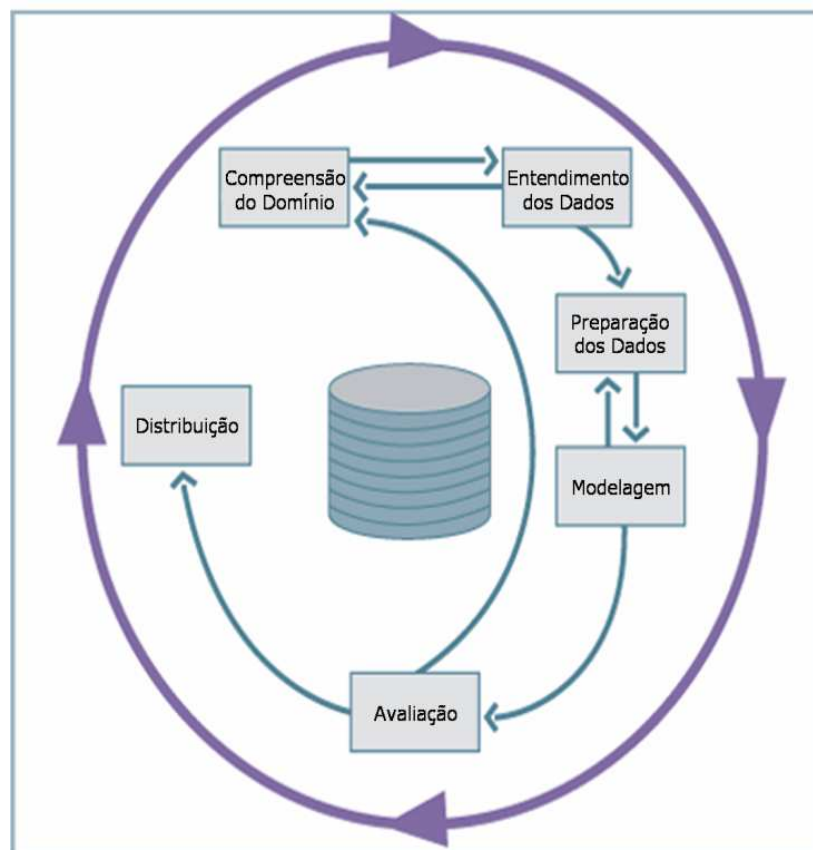 Compreensão
do Domínio
Entendimento
dos Dados
Preparação
dos Dados
Distribuição
Modelagem
Avaliação